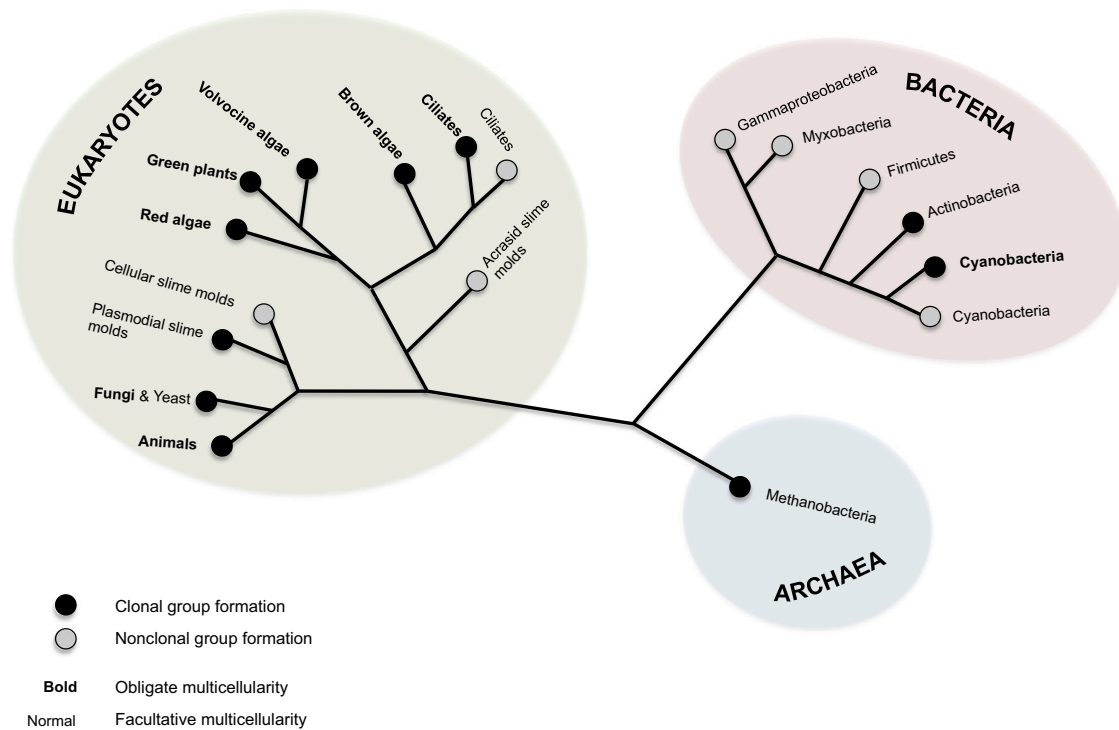 EUKARYOTES
Volvocine algae
Brown algae
Ciliates
Ciliates
Green plants
Red algae
Acrasid slime
molds
Cellular slime molds
Plasmodial slime
molds
Fungi & Yeast
Animals
BACTERIA
Gammaproteobacteria
Myxobacteria
Firmicutes
Actinobacteria
Cyanobacteria
Cyanobacteria
Methanobacteria
ARCHAEA
Clonal group formation
Nonclonal group formation
Bold Obligate multicellularity
Normal Facultative multicellularity